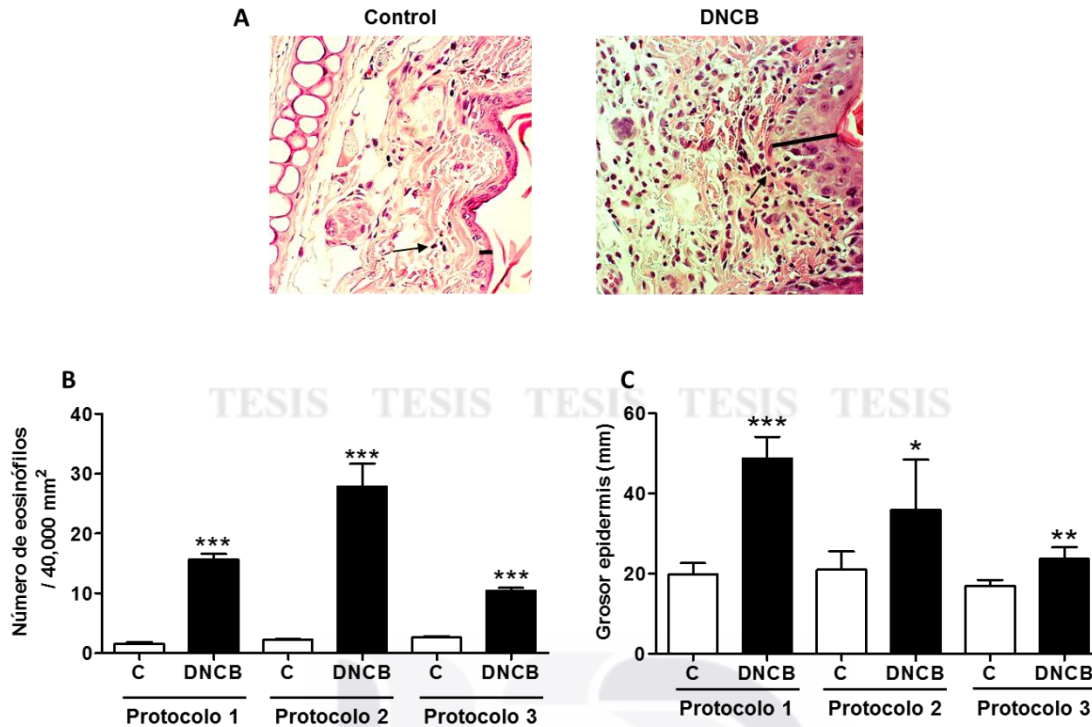 A
Control
DNCB
TESIS TESIS TESIS TESIS TESIS
B
Número de eosinófilos
/ 40,000 mm²
40
30
20
10
0
***
***
***
C DNCB C DNCB C DNCB
Protocolo 1 Protocolo 2 Protocolo 3
C
Grosor epidermis (mm)
60
40
20
0
***
*
**
C DNCB C DNCB C DNCB
Protocolo 1 Protocolo 2 Protocolo 3